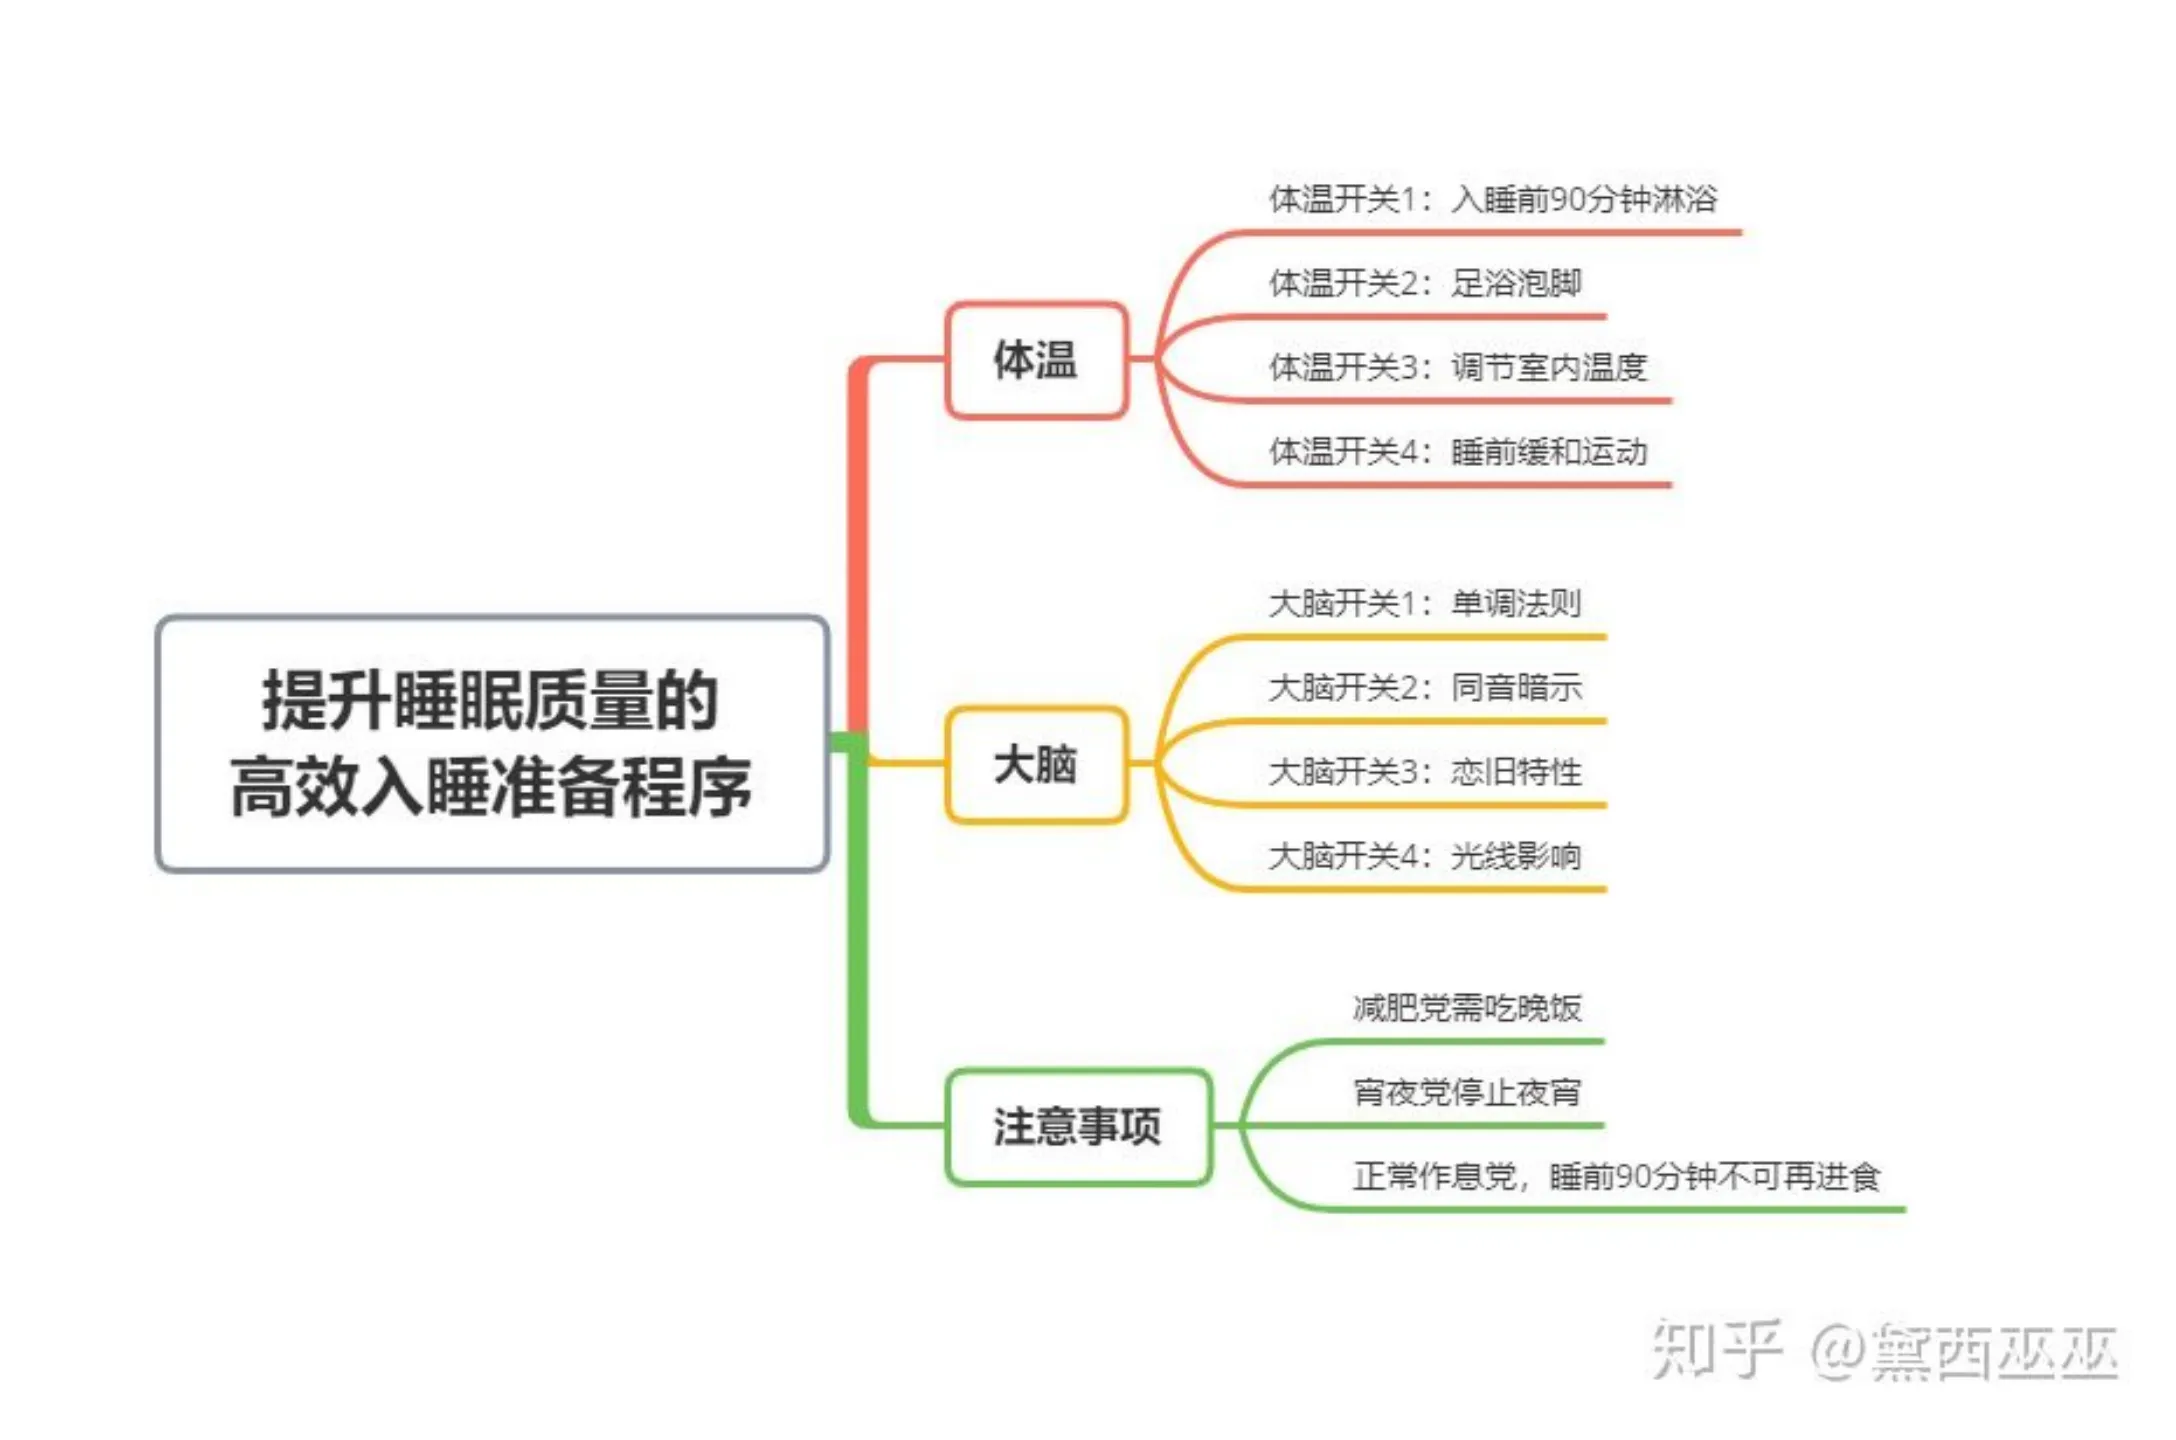 体温开关1：入睡前90分钟淋浴
体温开关2：足浴泡脚
体温
体温开关3：调节室内温度
体温开关4：睡前缓和运动
提升睡眠质量的
高效入睡准备程序
大脑开关1：单调法则
大脑开关2：同音暗示
大脑
大脑开关3：恋旧特性
大脑开关4：光线影响
减肥党需吃晚饭
宵夜党停止夜宵
注意事项
正常作息党，睡前90分钟不可再进食
知乎 @黛西巫巫